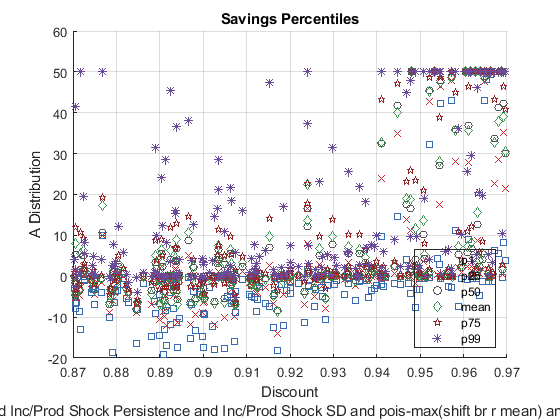 Savings Percentiles
A Distribution
60
50
40
30
20
10
0
-10
-20
0.87
0.88
0.89
0.9
0.91
0.92
0.93
0.94
0.95
0.96
0.97
Discount
p50
mean
p75
p99
d Inc/Prod Shock Persistence and Inc/Prod Shock SD and pois-max(shift br r mean) an